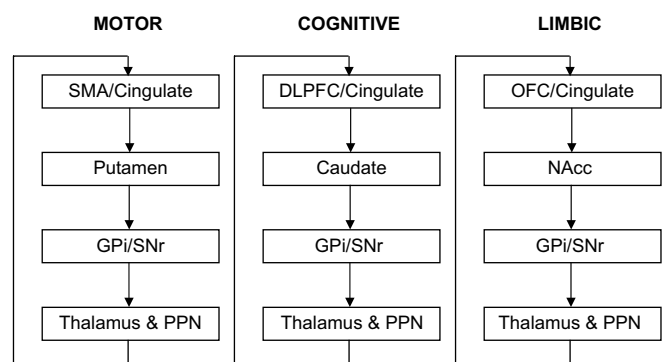 MOTOR
COGNITIVE
LIMBIC
SMA/Cingulate
DLPFC/Cingulate
OFC/Cingulate
Putamen
Caudate
NAcc
GPi/SNr
GPi/SNr
GPi/SNr
Thalamus & PPN
Thalamus & PPN
Thalamus & PPN